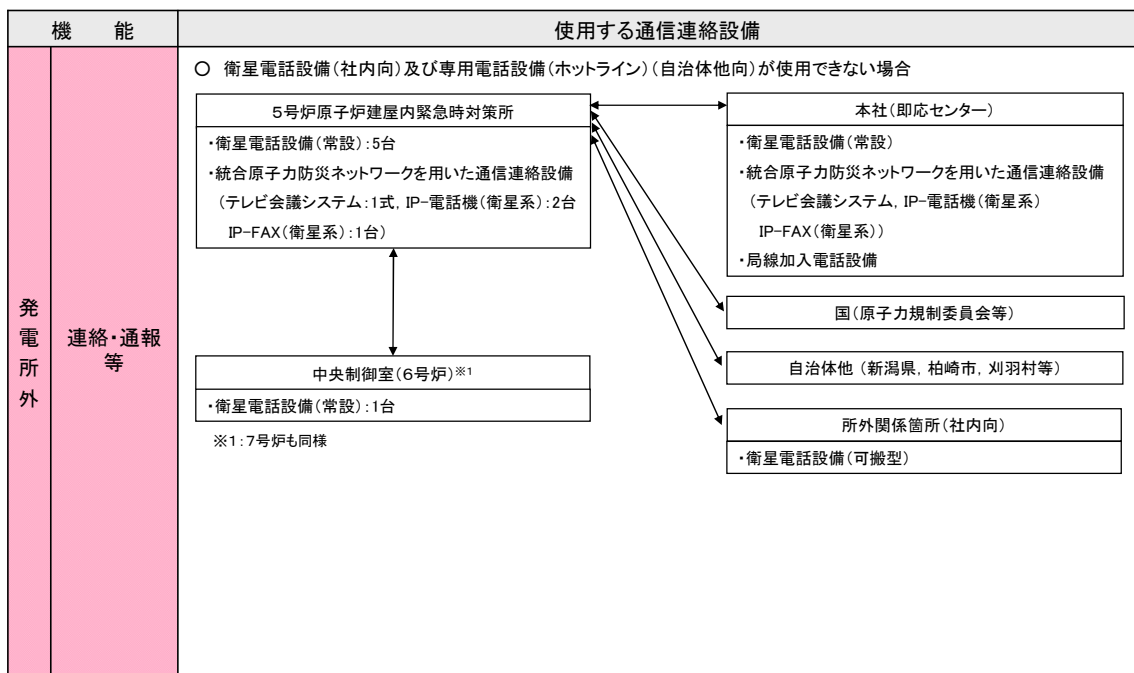 機 能
使用する通信連絡設備
発電所外
連絡・通報等
○ 衛星電話設備(社内向)及び専用電話設備(ホットライン)(自治体他向)が使用できない場合
5号炉原子炉建屋内緊急時対策所
・衛星電話設備(常設):5台
・統合原子力防災ネットワークを用いた通信連絡設備
(テレビ会議システム:1式, IP-電話機(衛星系):2台
IP-FAX(衛星系):1台)
中央制御室(6号炉)※1
・衛星電話設備(常設):1台
※1:7号炉も同様
本社(即応センター)
・衛星電話設備(常設)
・統合原子力防災ネットワークを用いた通信連絡設備
(テレビ会議システム, IP-電話機(衛星系)
IP-FAX(衛星系))
・局線加入電話設備
国(原子力規制委員会等)
自治体他 (新潟県, 柏崎市, 刈羽村等)
所外関係箇所(社内向)
・衛星電話設備(可搬型)